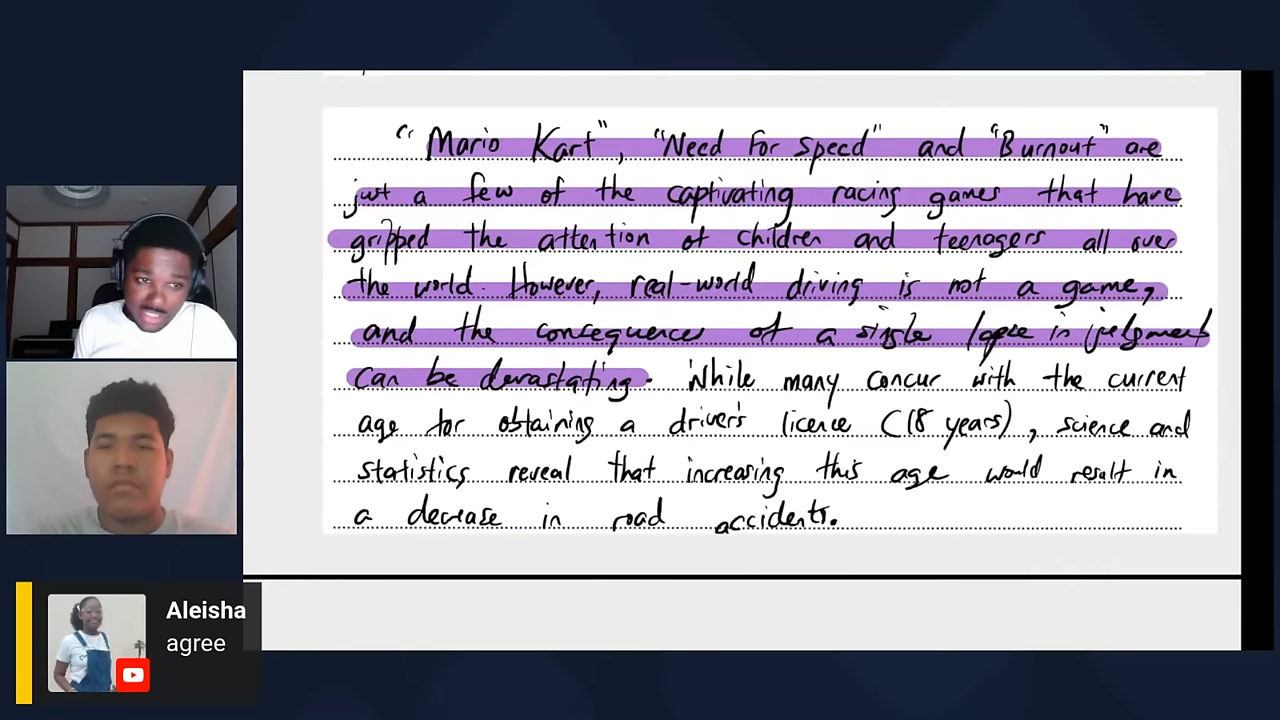 "Mario Kart", "Need For Speed" and "Burnout" are
just a few of the captivating racing games that have
gripped the attention of children and teenagers all over
the world. However, real-world driving is not a game,
and the consequences of a single lapse in judgment
can be devastating. While many concur with the current
age for obtaining a driver's licence (18 years), science and
statistics reveal that increasing this age would result in
a decrease in road accidents.
Aleisha
agree